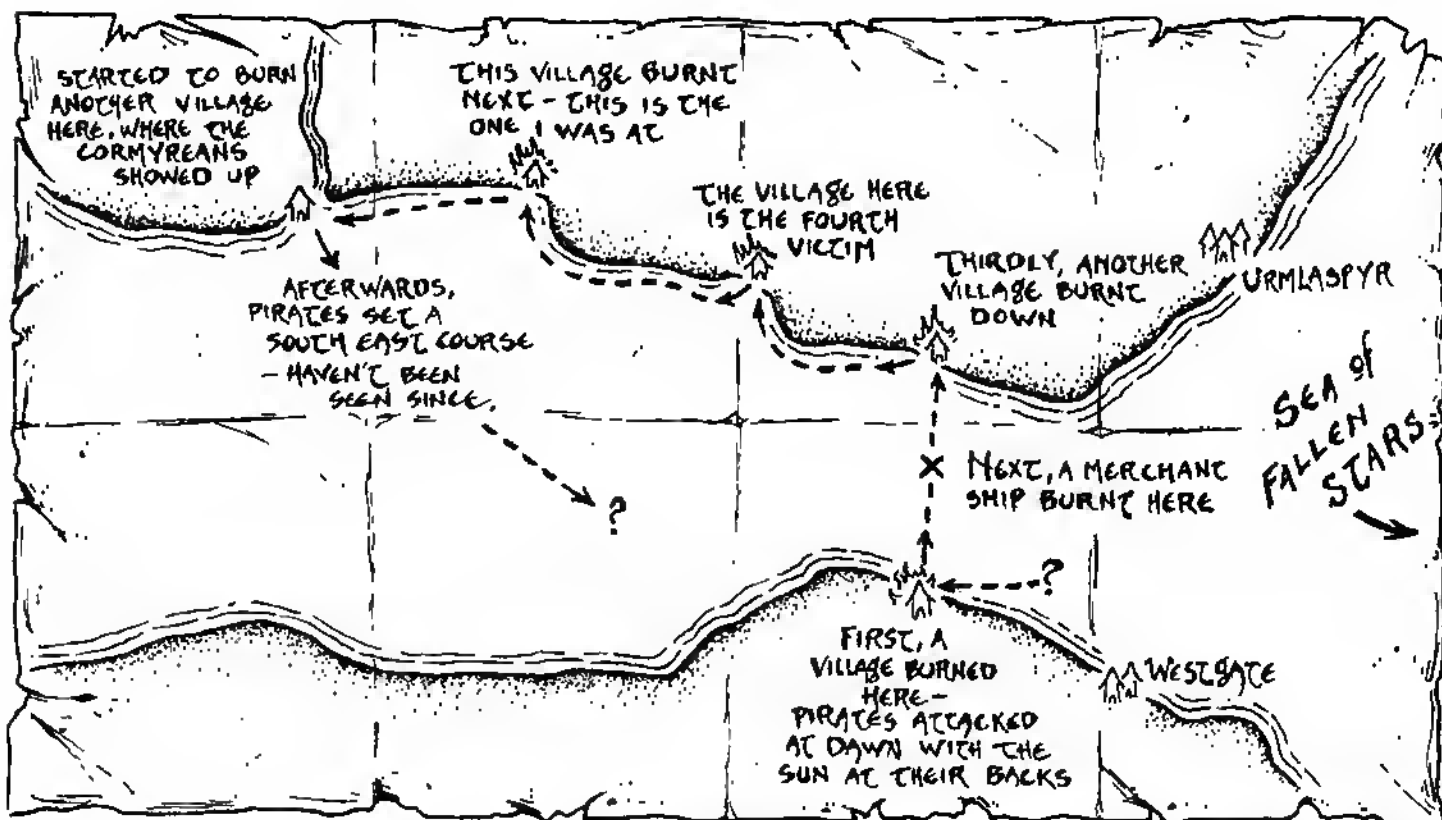 STARTED TO BURN
ANOTHER VILLAGE
HERE, WHERE THE
CORMYREANS
SHOWED UP
THIS VILLAGE BURNT
NEXT - THIS IS THE
ONE I WAS AT
THE VILLAGE HERE
IS THE FOURTH
VICTIM
THIRDLY, ANOTHER
VILLAGE BURNT
DOWN
URMLASPYR
AFTERWARDS,
PIRATES SET A
SOUTH EAST COURSE
- HAVEN'T BEEN
SEEN SINCE.
?
SEA of
FALLEN
STARS
X NEXT, A MERCHANT
SHIP BURNT HERE
?
FIRST, A
VILLAGE BURNED
HERE -
PIRATES ATTACKED
AT DAWN WITH THE
SUN AT THEIR BACKS
WESTGATE